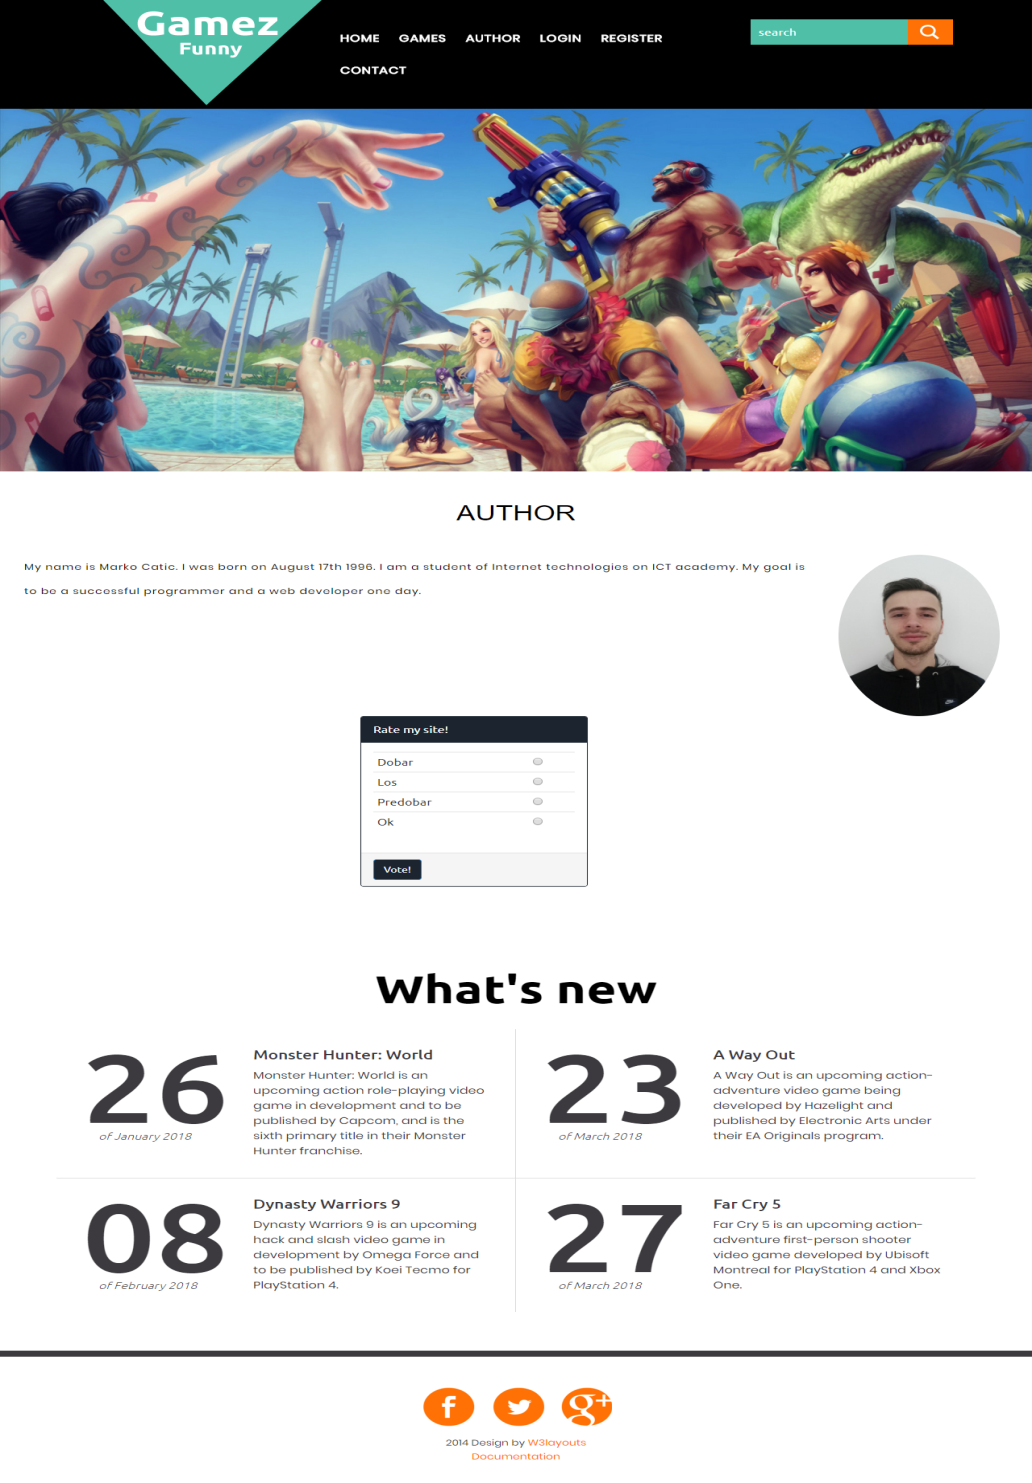 Gamez
Funny
HOME GAMES AUTHOR LOGIN REGISTER
CONTACT
search
AUTHOR
My name is Marko Catic. I was born on August 17th 1996. I am a student of Internet technologies on ICT academy. My goal is
to be a successful programmer and a web developer one day.
Rate my site!
Dobar
Los
Predobar
Ok
Vote!
What's new
26
of January 2018
Monster Hunter: World
Monster Hunter: World is an
upcoming action role-playing video
game in development and to be
published by Capcom, and is the
sixth primary title in their Monster
Hunter franchise.
23
of March 2018
A Way Out
A Way Out is an upcoming action-
adventure video game being
developed by Hazelight and
published by Electronic Arts under
their EA Originals program.
08
of February 2018
Dynasty Warriors 9
Dynasty Warriors 9 is an upcoming
hack and slash video game in
development by Omega Force and
to be published by Koei Tecmo for
PlayStation 4.
27
of March 2018
Far Cry 5
Far Cry 5 is an upcoming action-
adventure first-person shooter
video game developed by Ubisoft
Montreal for PlayStation 4 and Xbox
One.
2014 Design by W3layouts
Documentation